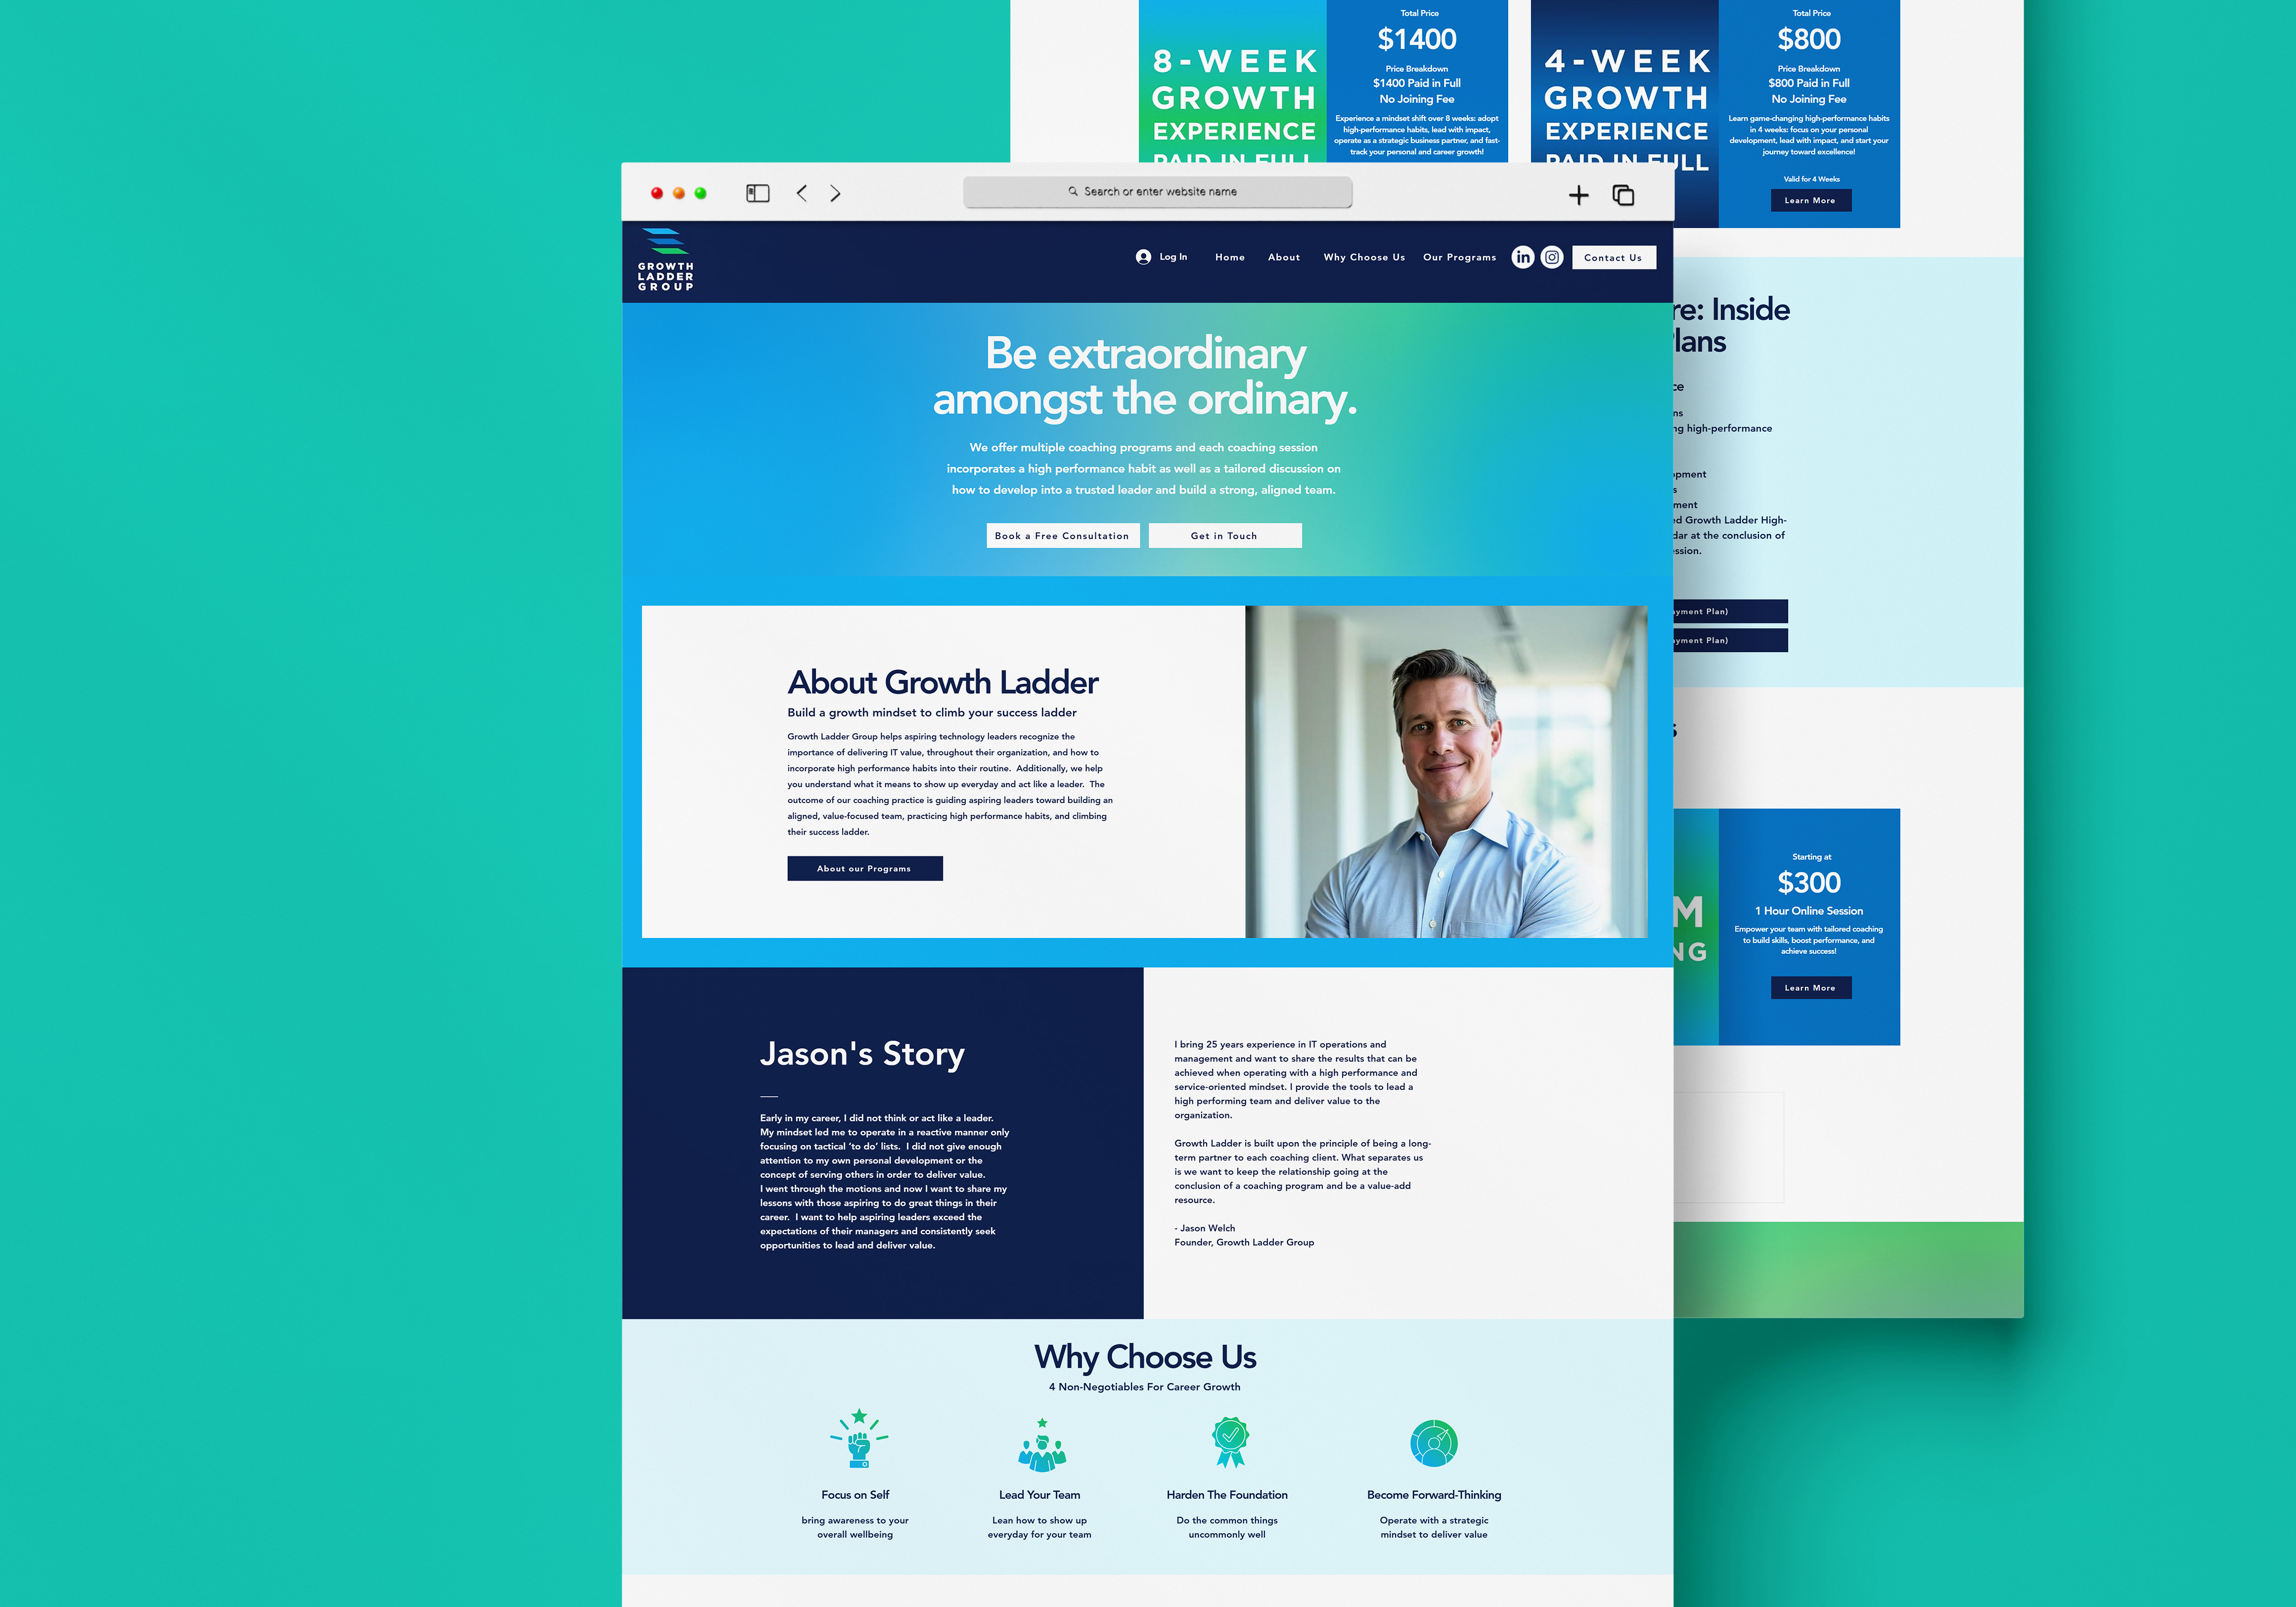 Total Price
$1400
Price Breakdown
$1400 Paid in Full
No Joining Fee
Experience a mindset shift over 8 weeks: adopt
high-performance habits, lead with impact,
operate as a strategic business partner, and fast-
track your personal and career growth!
8-WEEK
GROWTH
EXPERIENCE
PAID IN FULL
Total Price
$800
Price Breakdown
$800 Paid in Full
No Joining Fee
Learn game-changing high-performance habits
in 4 weeks: focus on your personal
development, lead with impact, and start your
journey toward excellence!
Valid for 4 Weeks
Learn More
4-WEEK
GROWTH
EXPERIENCE
PAID IN FULL
Search or enter website name
GROWTH
LADDER
GROUP
Log In
Home
About
Why Choose Us
Our Programs
in
Contact Us
Be extraordinary
amongst the ordinary.
We offer multiple coaching programs and each coaching session
incorporates a high performance habit as well as a tailored discussion on
how to develop into a trusted leader and build a strong, aligned team.
Book a Free Consultation
Get in Touch
About Growth Ladder
Build a growth mindset to climb your success ladder
Growth Ladder Group helps aspiring technology leaders recognize the
importance of delivering IT value, throughout their organization, and how to
incorporate high performance habits into their routine.  Additionally, we help
you understand what it means to show up everyday and act like a leader.  The
outcome of our coaching practice is guiding aspiring leaders toward building an
aligned, value-focused team, practicing high performance habits, and climbing
their success ladder.
About our Programs
Jason's Story
Early in my career, I did not think or act like a leader.
My mindset led me to operate in a reactive manner only
focusing on tactical ‘to do’ lists.  I did not give enough
attention to my own personal development or the
concept of serving others in order to deliver value.
I went through the motions and now I want to share my
lessons with those aspiring to do great things in their
career.  I want to help aspiring leaders exceed the
expectations of their managers and consistently seek
opportunities to lead and deliver value.
I bring 25 years experience in IT operations and
management and want to share the results that can be
achieved when operating with a high performance and
service-oriented mindset. I provide the tools to lead a
high performing team and deliver value to the
organization.
Growth Ladder is built upon the principle of being a long-
term partner to each coaching client. What separates us
is we want to keep the relationship going at the
conclusion of a coaching program and be a value-add
resource.
- Jason Welch
Founder, Growth Ladder Group
Why Choose Us
4 Non-Negotiables For Career Growth
Focus on Self
bring awareness to your
overall wellbeing
Lead Your Team
Lean how to show up
everyday for your team
Harden The Foundation
Do the common things
uncommonly well
Become Forward-Thinking
Operate with a strategic
mindset to deliver value
re: Inside
lans
ce
ns
ng high-performance
opment
s
ment
ed Growth Ladder High-
dar at the conclusion of
ession.
ayment Plan)
ayment Plan)
s
M
NG
Starting at
$300
1 Hour Online Session
Empower your team with tailored coaching
to build skills, boost performance, and
achieve success!
Learn More